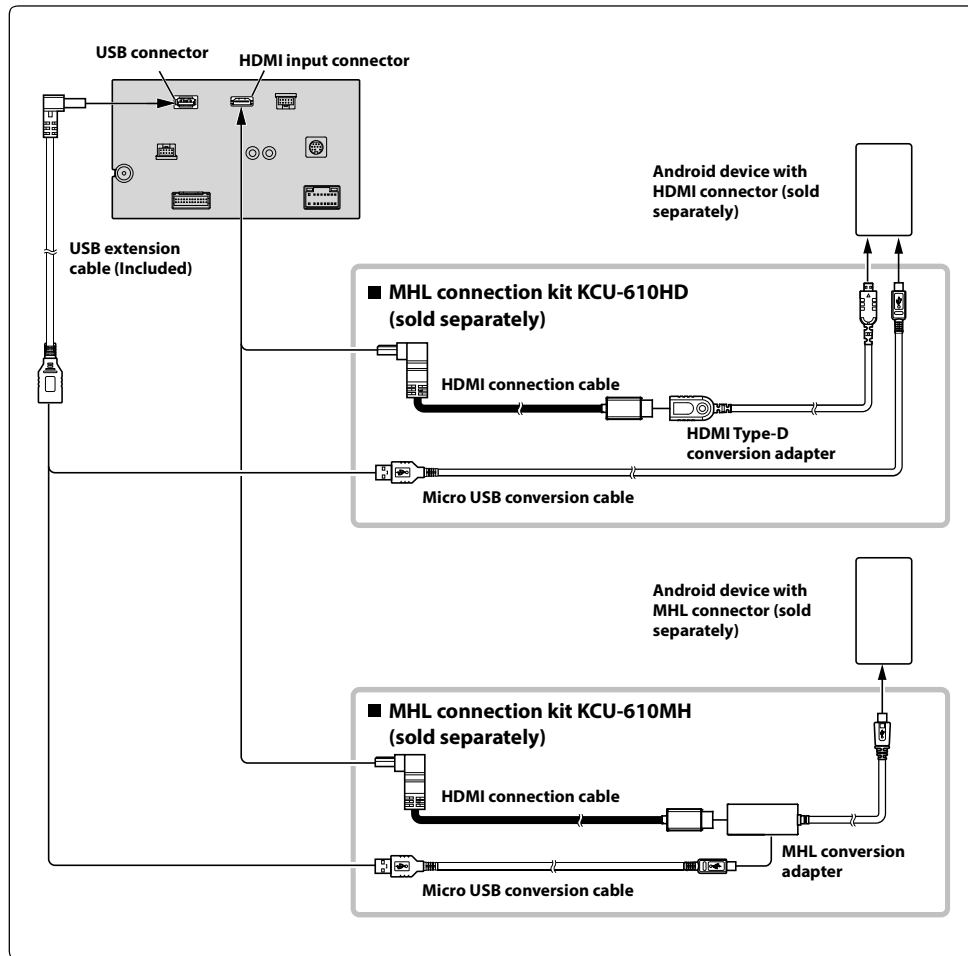 USB connector
HDMI input connector
Android device with
HDMI connector (sold
separately)
USB extension
cable (Included)
■ MHL connection kit KCU-610HD
(sold separately)
HDMI connection cable
HDMI Type-D
conversion adapter
Micro USB conversion cable
Android device with
MHL connector (sold
separately)
■ MHL connection kit KCU-610MH
(sold separately)
HDMI connection cable
MHL conversion
adapter
Micro USB conversion cable